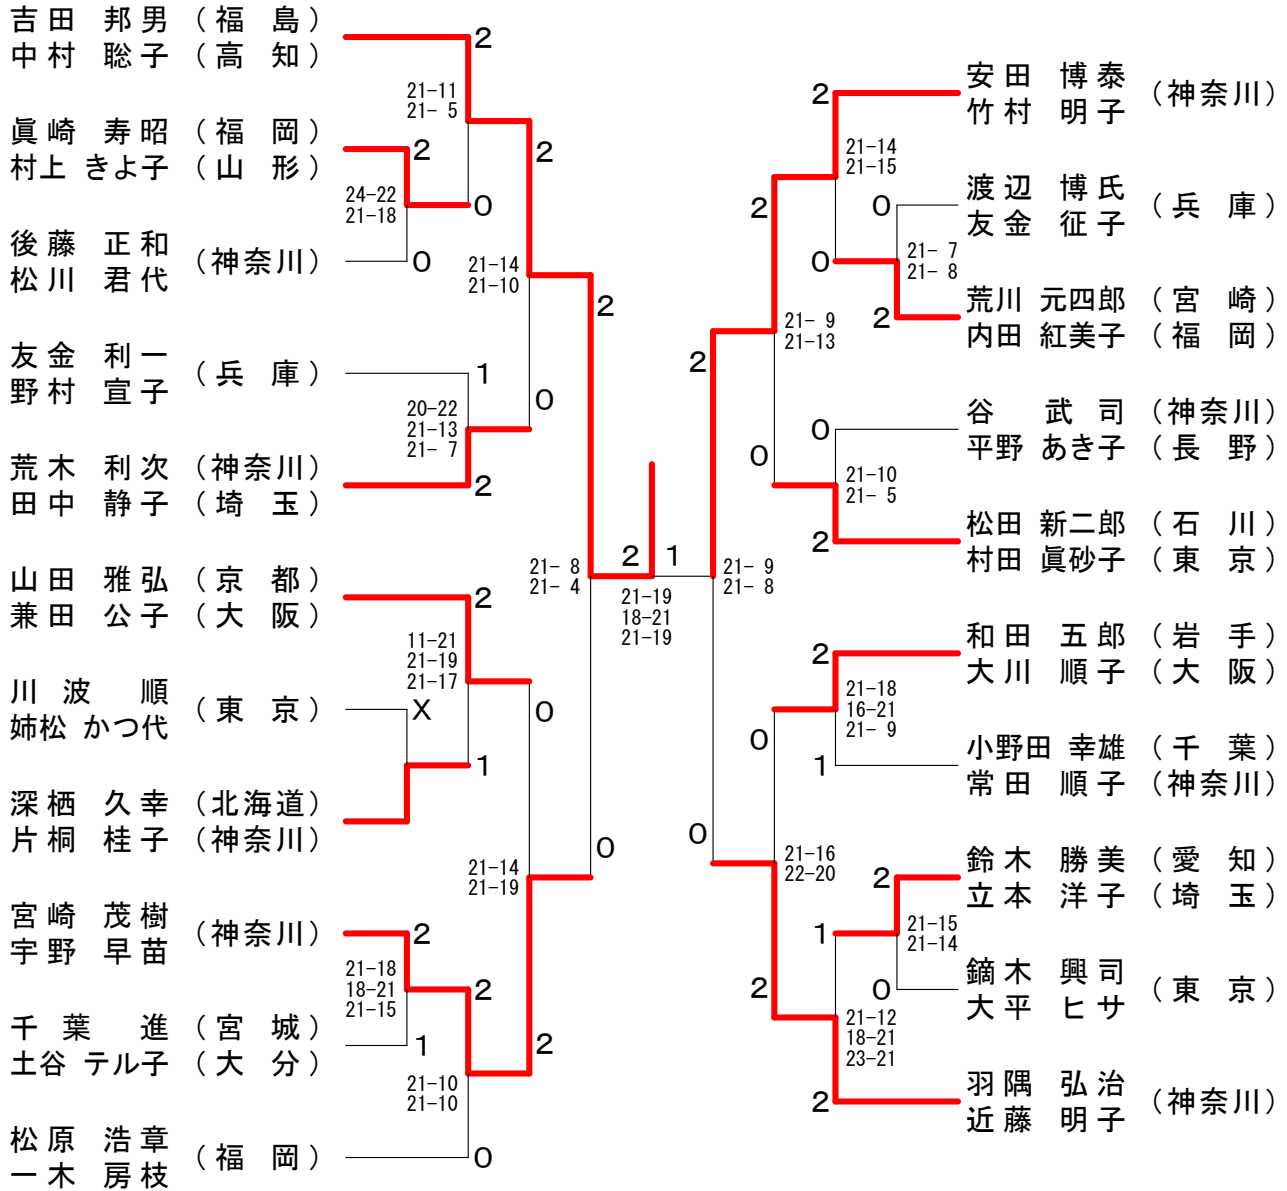 吉田 邦男 （福 島）
中村 聡子 （高 知）
2
21-11
21- 5
眞崎 寿昭 （福 岡）
村上 きよ子 （山 形）
2
2
24-22
21-18
0
後藤 正和
松川 君代
（神奈川）
0
21-14
21-10
2
友金 利一
野村 宣子
（兵 庫）
1
0
20-22
21-13
21- 7
荒木 利次 （神奈川）
田中 静子 （埼 玉）
2
21- 8
21- 4
山田 雅弘 （京 都）
兼田 公子 （大 阪）
2
11-21
21-19
21-17
川波 順
姉松 かつ代
（東 京）
X
0
1
深栖 久幸 （北海道）
片桐 桂子 （神奈川）
0
21-14
21-19
宮崎 茂樹
宇野 早苗
（神奈川）
2
21-18
18-21
21-15
2
千葉 進 （宮 城）
土谷 テル子 （大 分）
1
2
21-10
21-10
松原 浩章
一木 房枝
（福 岡）
0
2 1
21-19
18-21
21-19
安田 博泰
竹村 明子
（神奈川）
2
21-14
21-15
渡辺 博氏
友金 征子
（兵 庫）
0
2
21- 7
21- 8
0
荒川 元四郎 （宮 崎）
内田 紅美子 （福 岡）
2
21- 9
21-13
2
谷 武司 （神奈川）
平野 あき子 （長 野）
0
0
21-10
21- 5
松田 新二郎 （石 川）
村田 眞砂子 （東 京）
2
21- 9
21- 8
和田 五郎 （岩 手）
大川 順子 （大 阪）
2
21-18
16-21
21- 9
0
小野田 幸雄 （千 葉）
常田 順子 （神奈川）
1
0
21-16
22-20
鈴木 勝美 （愛 知）
立本 洋子 （埼 玉）
2
21-15
21-14
1
鏑木 興司
大平 ヒサ
（東 京）
0
2
21-12
18-21
23-21
羽隅 弘治
近藤 明子
（神奈川）
2